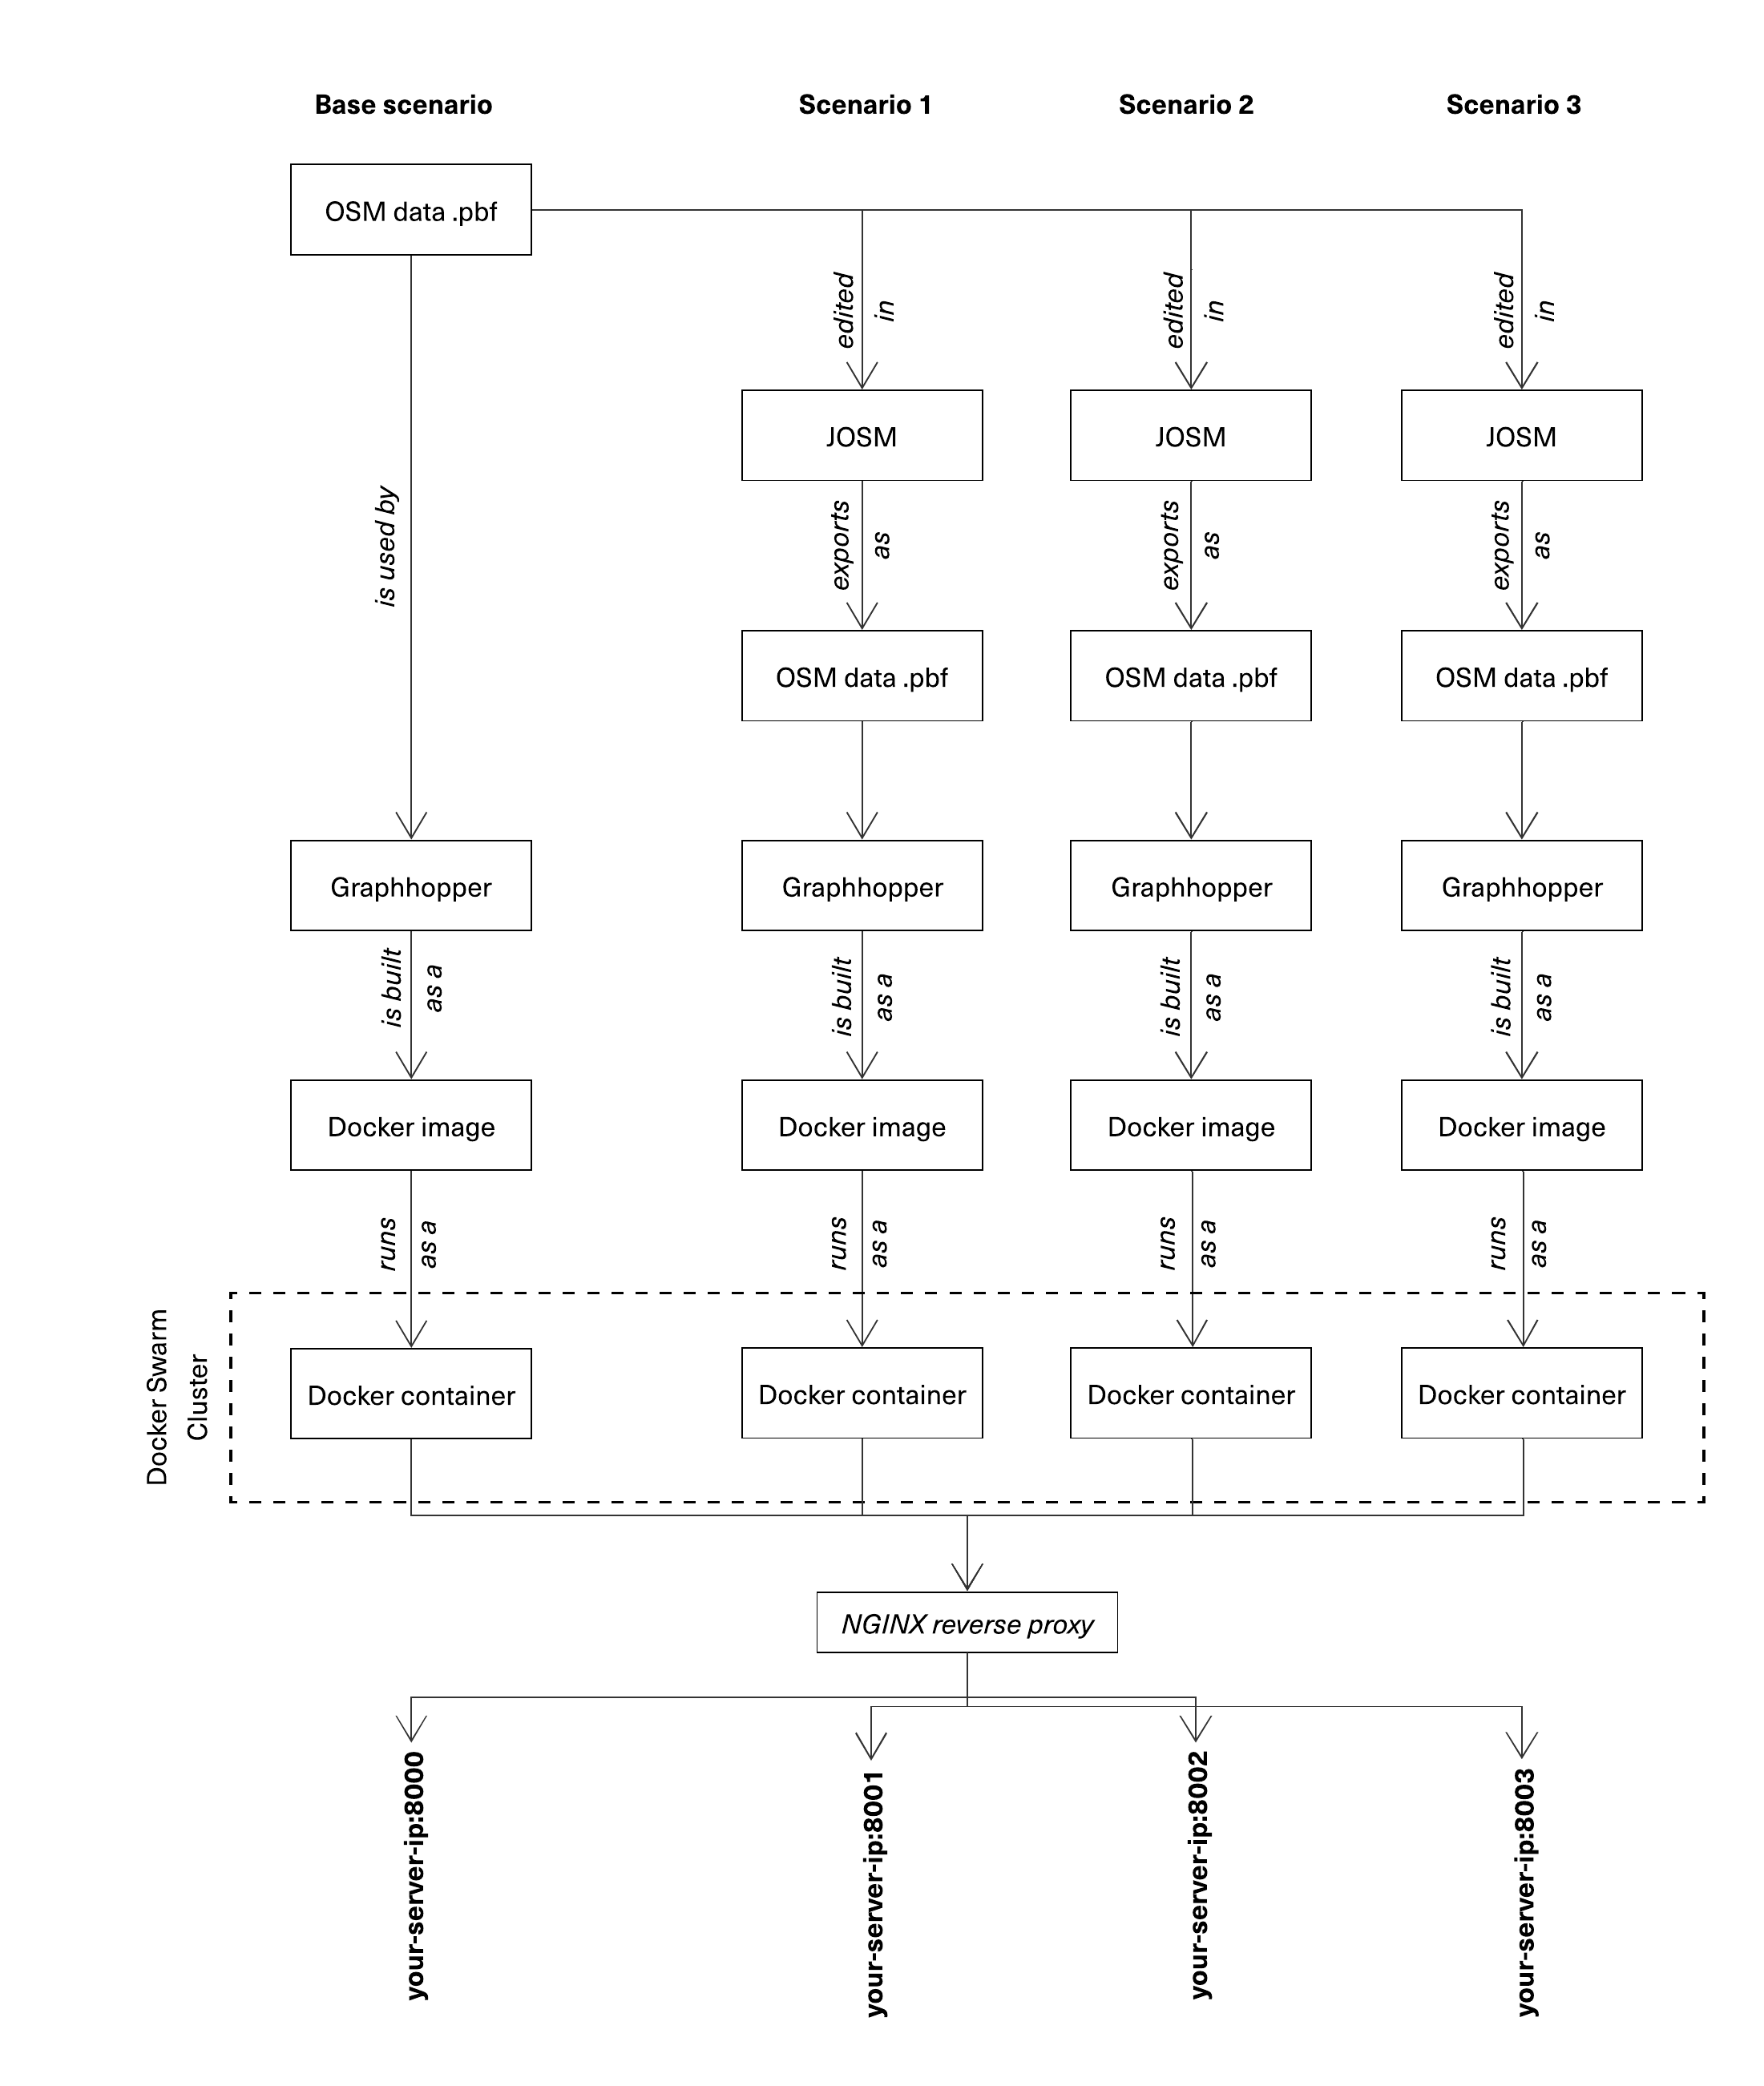 Base scenario
Scenario 1
Scenario 2
Scenario 3
OSM data .pbf
edited
in
edited
in
edited
in
JOSM
JOSM
JOSM
is used by
exports
as
exports
as
exports
as
OSM data .pbf
OSM data .pbf
OSM data .pbf
Graphhopper
Graphhopper
Graphhopper
Graphhopper
is built
as a
is built
as a
is built
as a
is built
as a
Docker image
Docker image
Docker image
Docker image
runs
as a
runs
as a
runs
as a
runs
as a
Docker Swarm
Cluster
Docker container
Docker container
Docker container
Docker container
NGINX reverse proxy
your-server-ip:8000
your-server-ip:8001
your-server-ip:8002
your-server-ip:8003